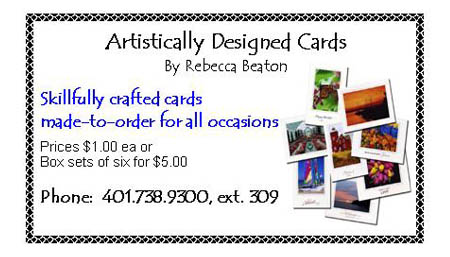 Artistically Designed Cards
By Rebecca Beaton
Skillfully crafted cards
made-to-order for all occasions
Prices $1.00 ea or
Box sets of six for $5.00
Phone: 401.738.9300, ext. 309